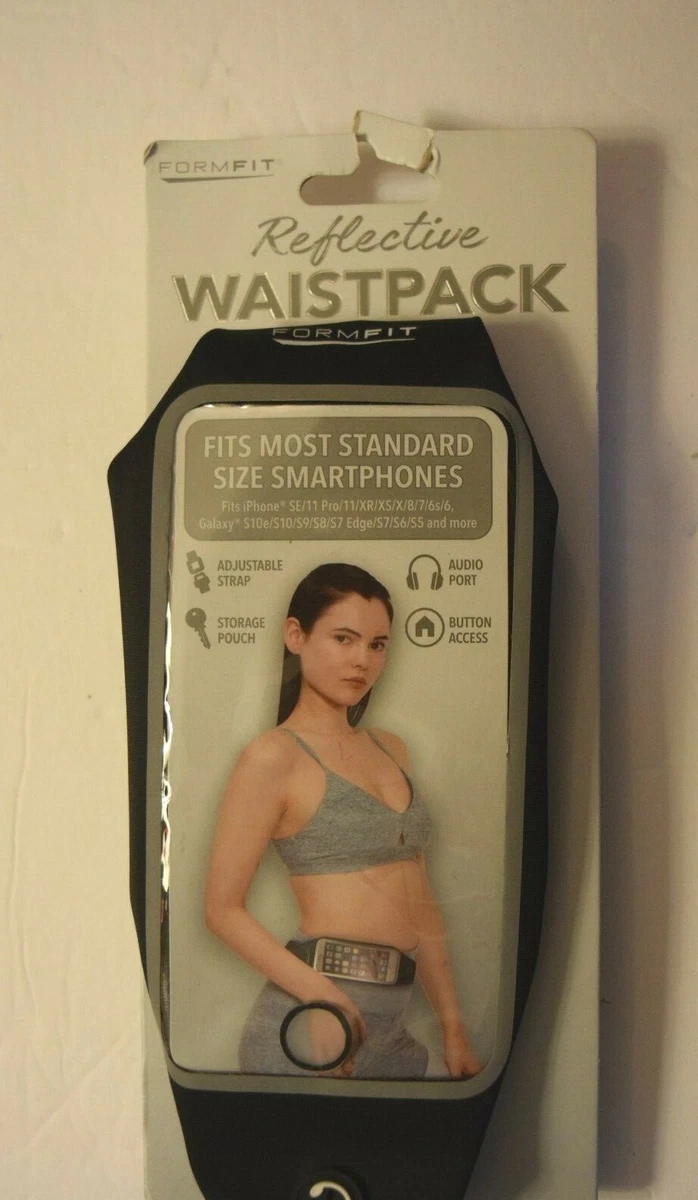 FORMFIT
Reflective
WAISTPACK
FORMFIT
FITS MOST STANDARD
SIZE SMARTPHONES
Fits iPhone® SE/11 Pro/11/XR/XS/X/8/7/6s/6,
Galaxy® S10e/S10/S9/S8/S7 Edge/S7/S6/S5 and more
ADJUSTABLE
STRAP
AUDIO
PORT
STORAGE
POUCH
BUTTON
ACCESS